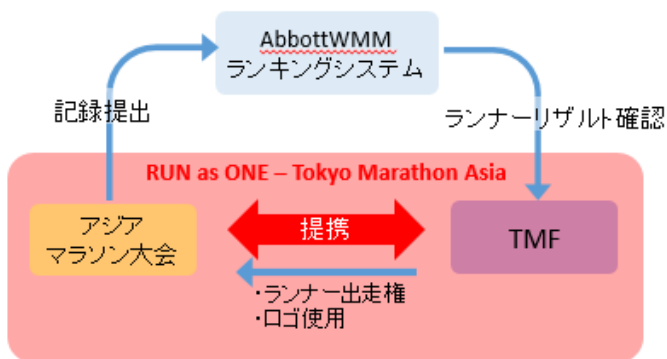 AbbottWMM
ランキングシステム
記録提出
ランナーリザルト確認
RUN as ONE – Tokyo Marathon Asia
アジア
マラソン大会
提携
TMF
・ランナー出走権
・ロゴ使用